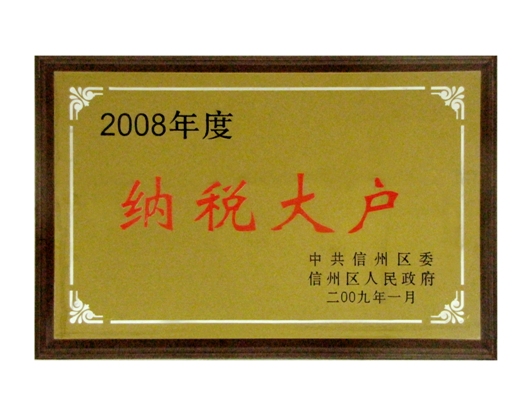 2008年度
纳税大户
中共信州区委
信州区人民政府
二00九年一月